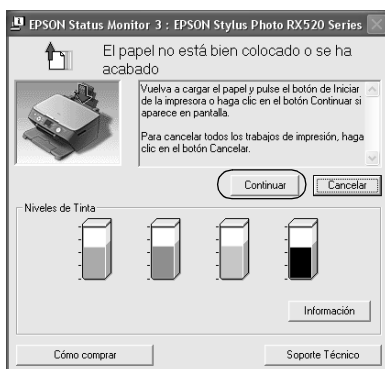 EPSON Status Monitor 3 : EPSON Stylus Photo RX520 Series
El papel no está bien colocado o se ha
acabado
Vuelva a cargar el papel y pulse el botón de Iniciar
de la impresora o haga clic en el botón Continuar si
aparece en pantalla.
Para cancelar todos los trabajos de impresión, haga
clic en el botón Cancelar.
Continuar
Cancelar
Niveles de Tinta
Información
Cómo comprar
Soporte Técnico